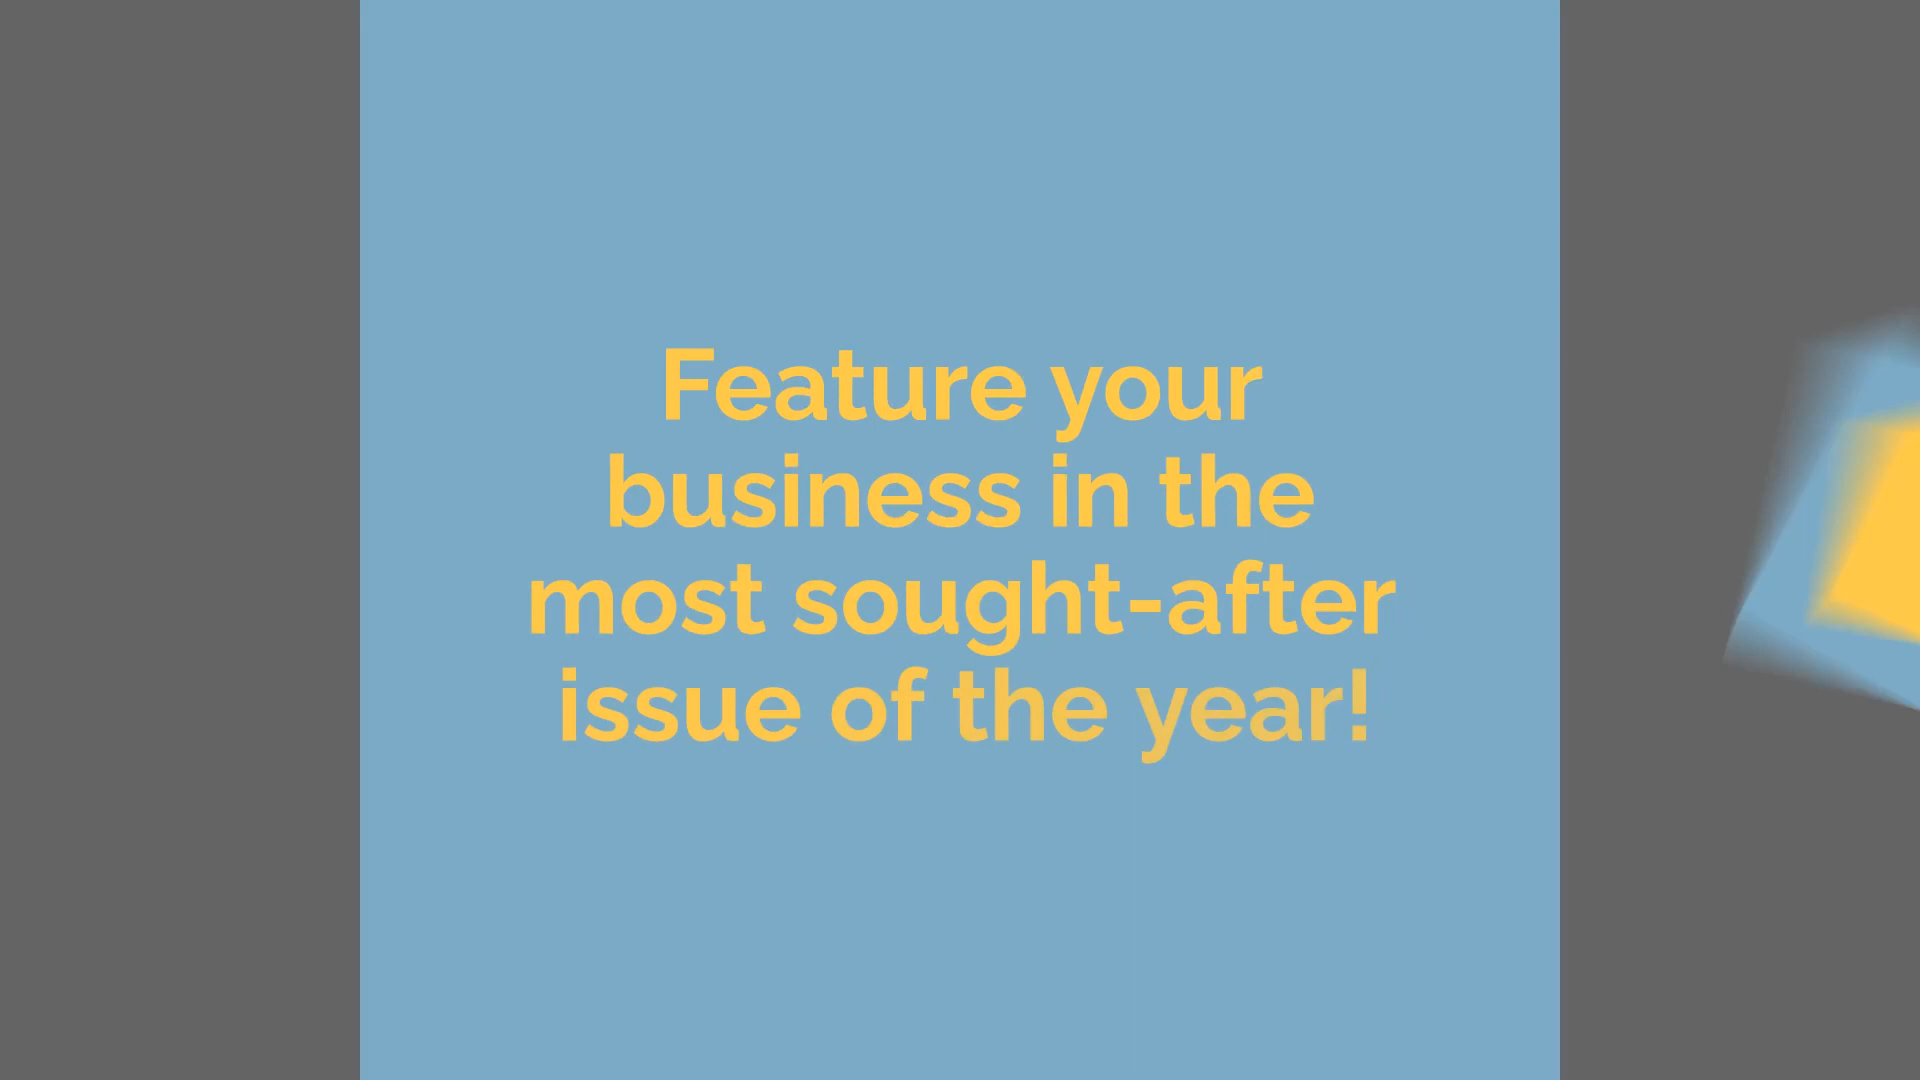 Feature your
business in the
most sought-after
issue of the year!